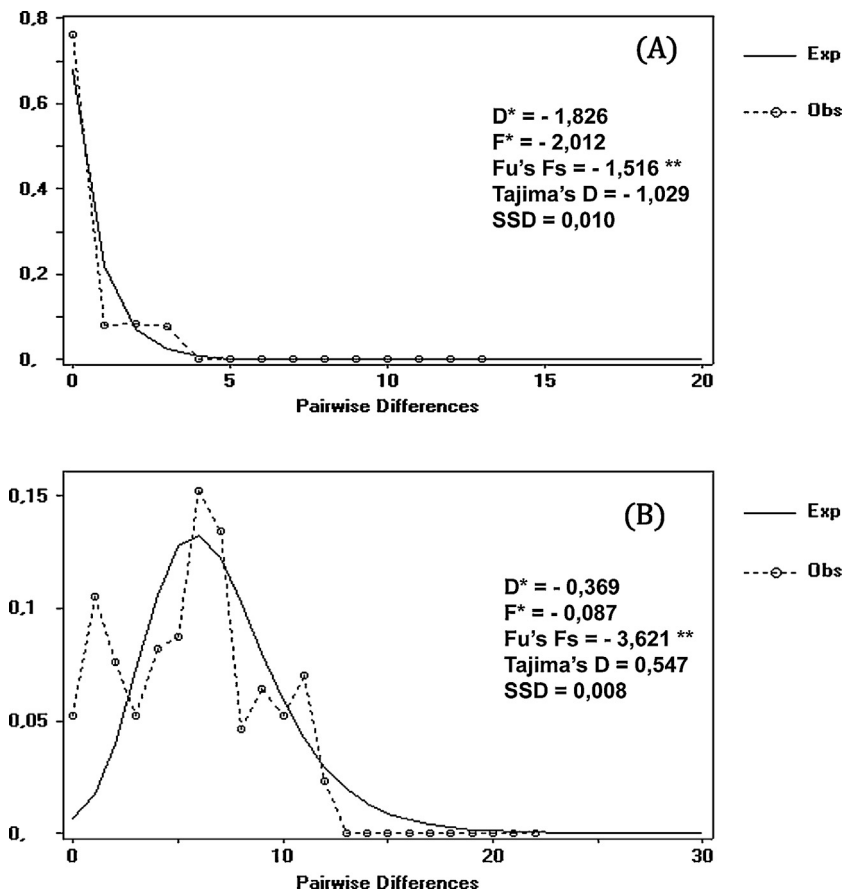 0,8
0,6
0,4
0,2
0,
0
5
10
15
20
Pairwise Differences
(A)
D* = - 1,826
F* = - 2,012
Fu's Fs = - 1,516 **
Tajima's D = - 1,029
SSD = 0,010
Exp
Obs
0,15
0,1
0,05
0,
0
10
20
30
Pairwise Differences
(B)
D* = - 0,369
F* = - 0,087
Fu's Fs = - 3,621 **
Tajima's D = 0,547
SSD = 0,008
Exp
Obs